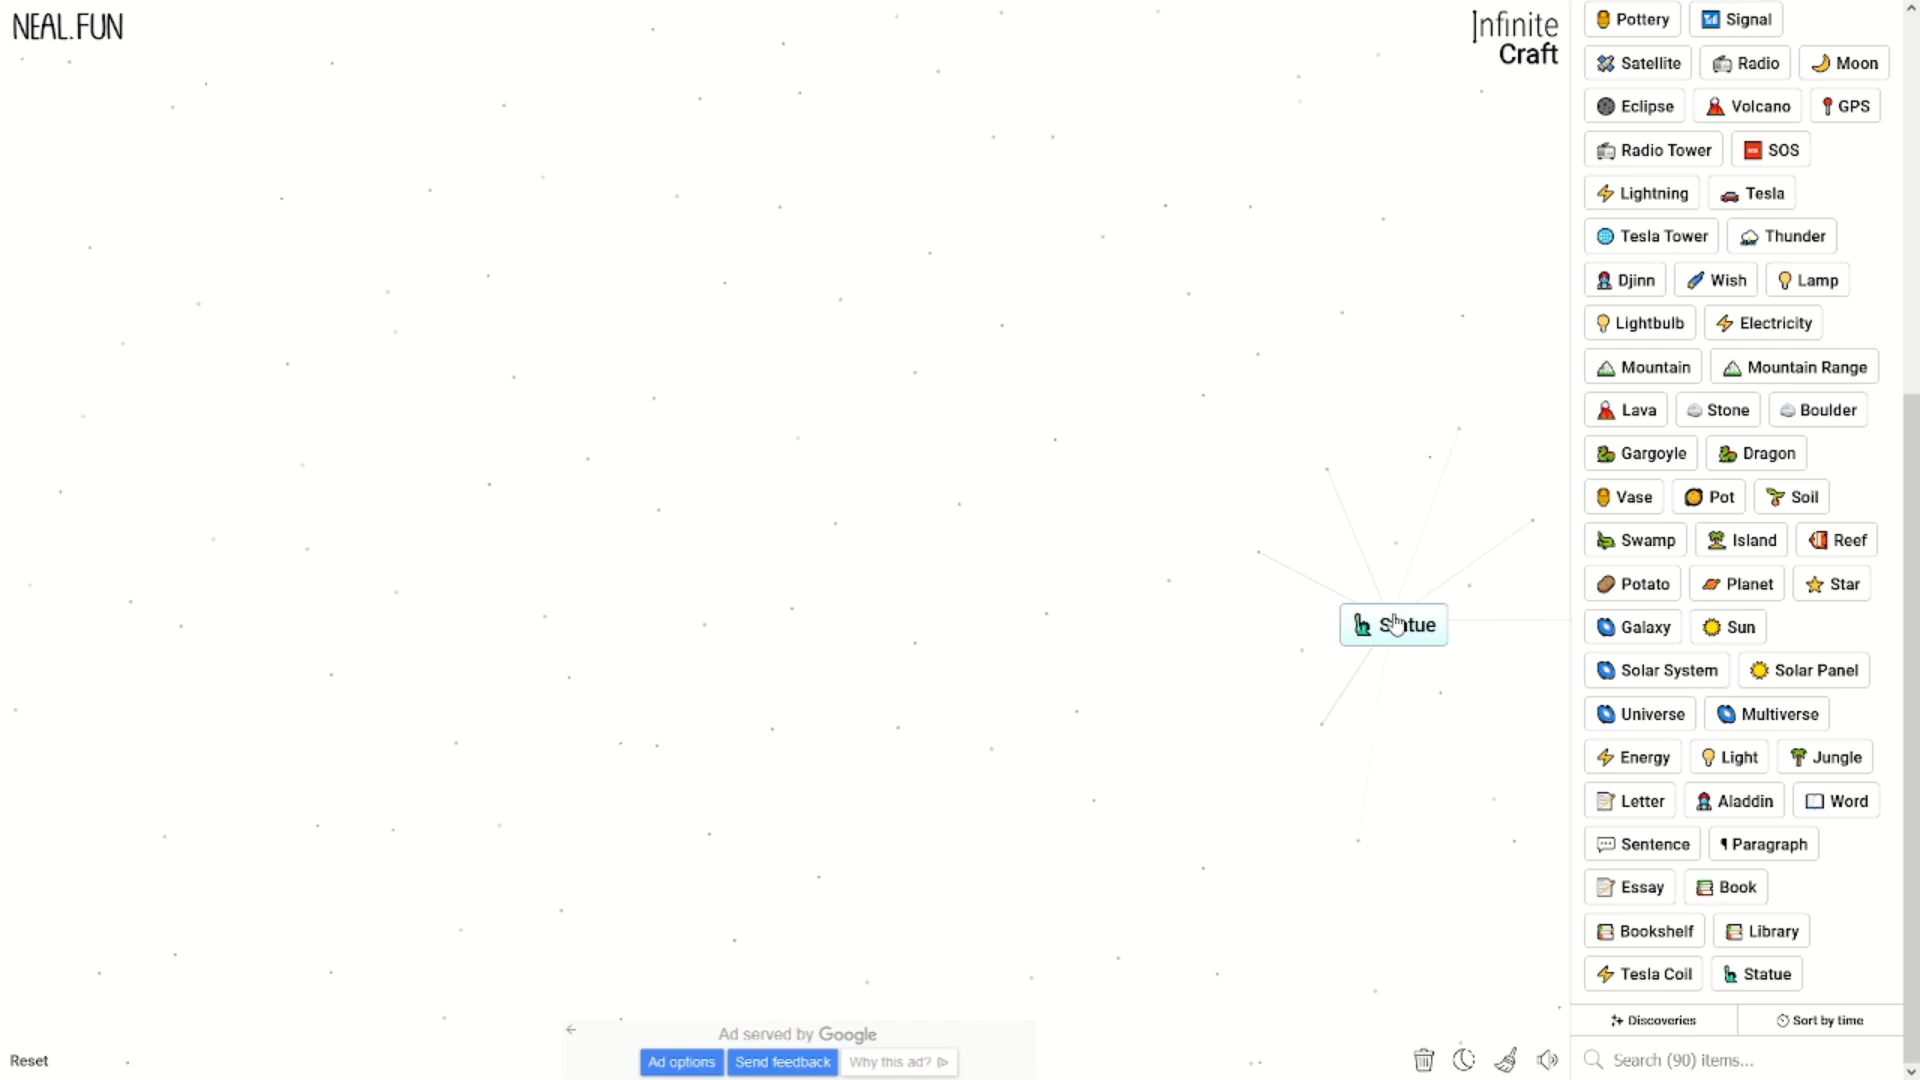 NEAL.FUN
Infinite
Craft
Pottery Signal
Satellite Radio Moon
Eclipse Volcano GPS
Radio Tower SOS
Lightning Tesla
Tesla Tower Thunder
Djinn Wish Lamp
Lightbulb Electricity
Mountain Mountain Range
Lava Stone Boulder
Gargoyle Dragon
Vase Pot Soil
Swamp Island Reef
Potato Planet Star
Statue
Galaxy Sun
Solar System Solar Panel
Universe Multiverse
Energy Light Jungle
Letter Aladdin Word
Sentence Paragraph
Essay Book
Bookshelf Library
Tesla Coil Statue
Discoveries Sort by time
Search (90) items...
Ad served by Google
Ad options Send feedback Why this ad?
Reset